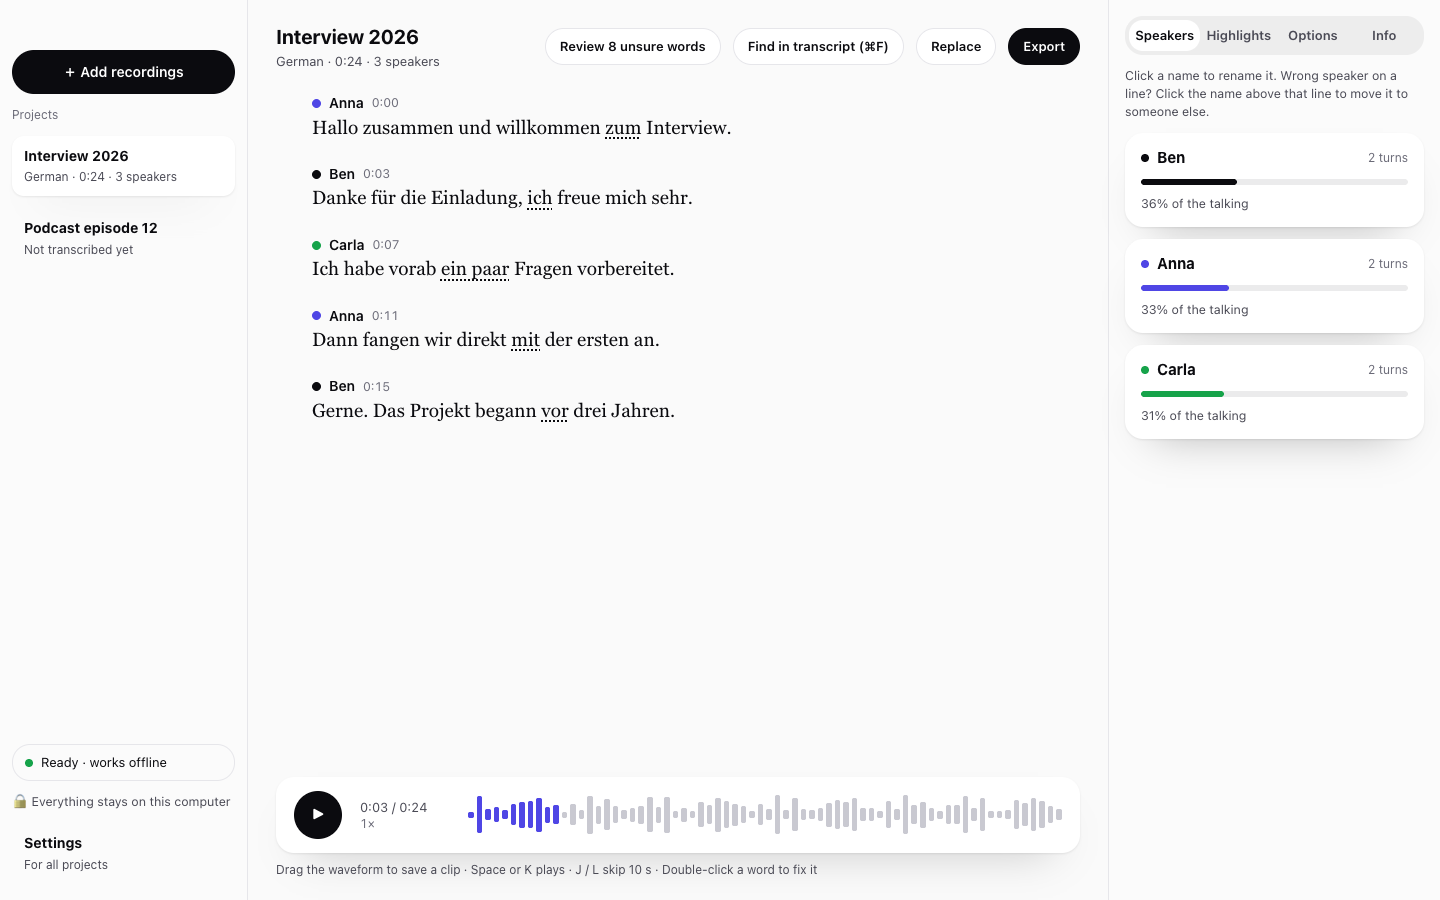 + Add recordings
Projects
Interview 2026
German · 0:24 · 3 speakers
Podcast episode 12
Not transcribed yet
Ready · works offline
🔒 Everything stays on this computer
Settings
For all projects
Interview 2026
German · 0:24 · 3 speakers
Review 8 unsure words
Find in transcript (⌘F)
Replace
Export
Anna 0:00
Hallo zusammen und willkommen zum Interview.
Ben 0:03
Danke für die Einladung, ich freue mich sehr.
Carla 0:07
Ich habe vorab ein paar Fragen vorbereitet.
Anna 0:11
Dann fangen wir direkt mit der ersten an.
Ben 0:15
Gerne. Das Projekt begann vor drei Jahren.
0:03 / 0:24
1×
Drag the waveform to save a clip · Space or K plays · J / L skip 10 s · Double-click a word to fix it
Speakers Highlights Options Info
Click a name to rename it. Wrong speaker on a
line? Click the name above that line to move it to
someone else.
Ben 2 turns
36% of the talking
Anna 2 turns
33% of the talking
Carla 2 turns
31% of the talking